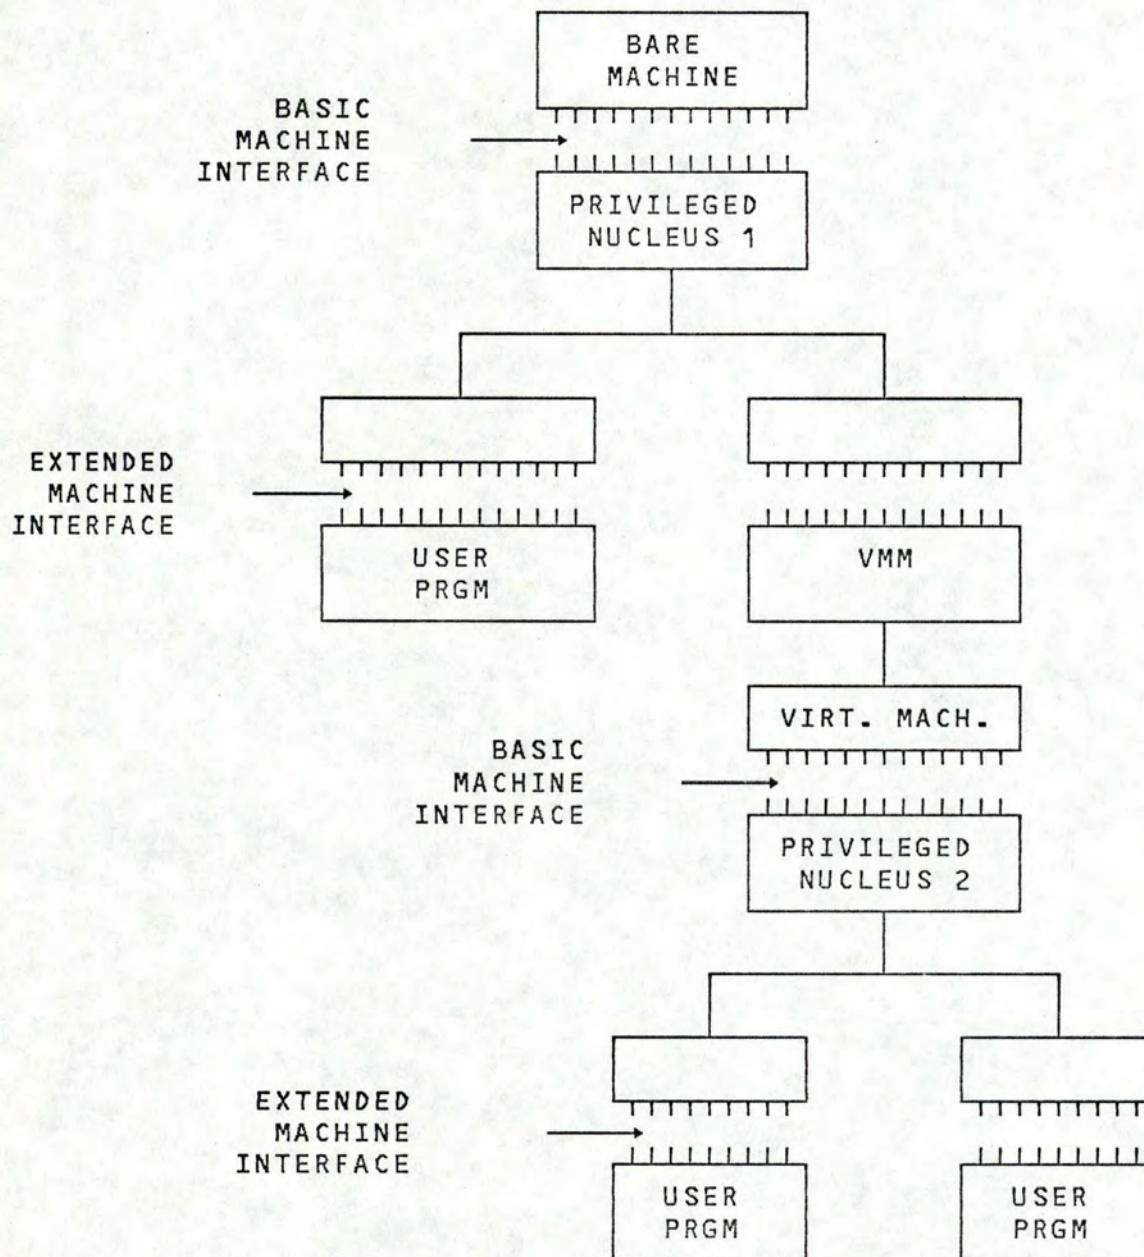 BARE
MACHINE
BASIC
MACHINE
INTERFACE
PRIVILEGED
NUCLEUS 1
EXTENDED
MACHINE
INTERFACE
USER
PRGM
VMM
VIRT. MACH.
BASIC
MACHINE
INTERFACE
PRIVILEGED
NUCLEUS 2
EXTENDED
MACHINE
INTERFACE
USER
PRGM
USER
PRGM